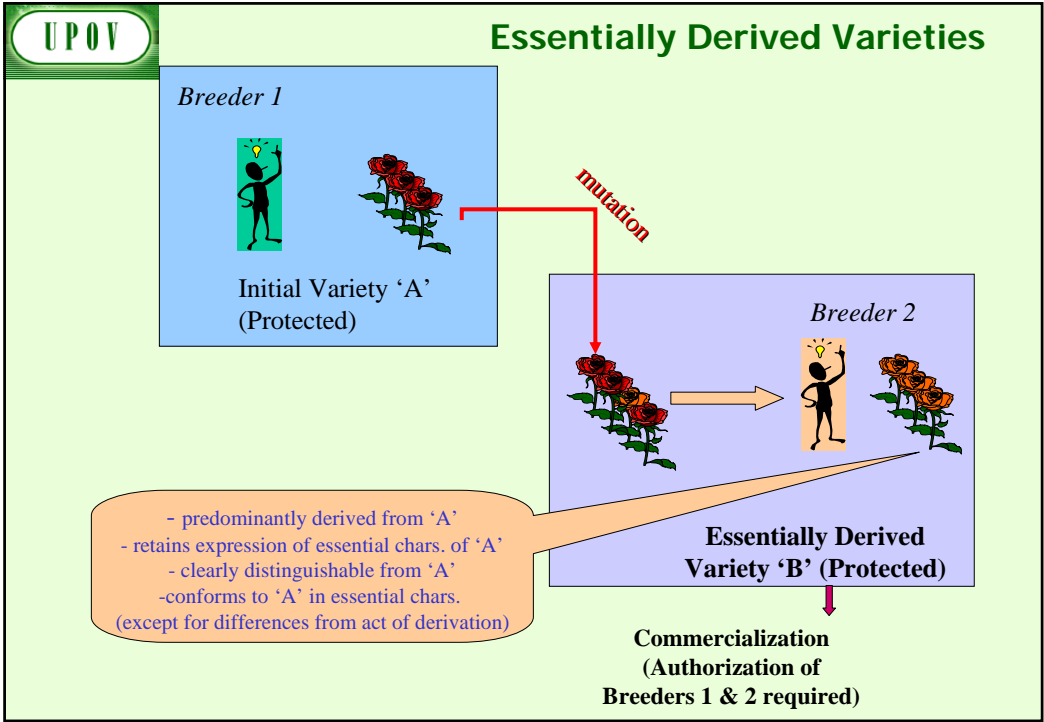 UPOV
Essentially Derived Varieties
Breeder 1
mutation
Initial Variety ‘A’
(Protected)
Breeder 2
- predominantly derived from ‘A’
- retains expression of essential chars. of ‘A’
- clearly distinguishable from ‘A’
-conforms to ‘A’ in essential chars.
(except for differences from act of derivation)
Essentially Derived
Variety ‘B’ (Protected)
Commercialization
(Authorization of
Breeders 1 & 2 required)